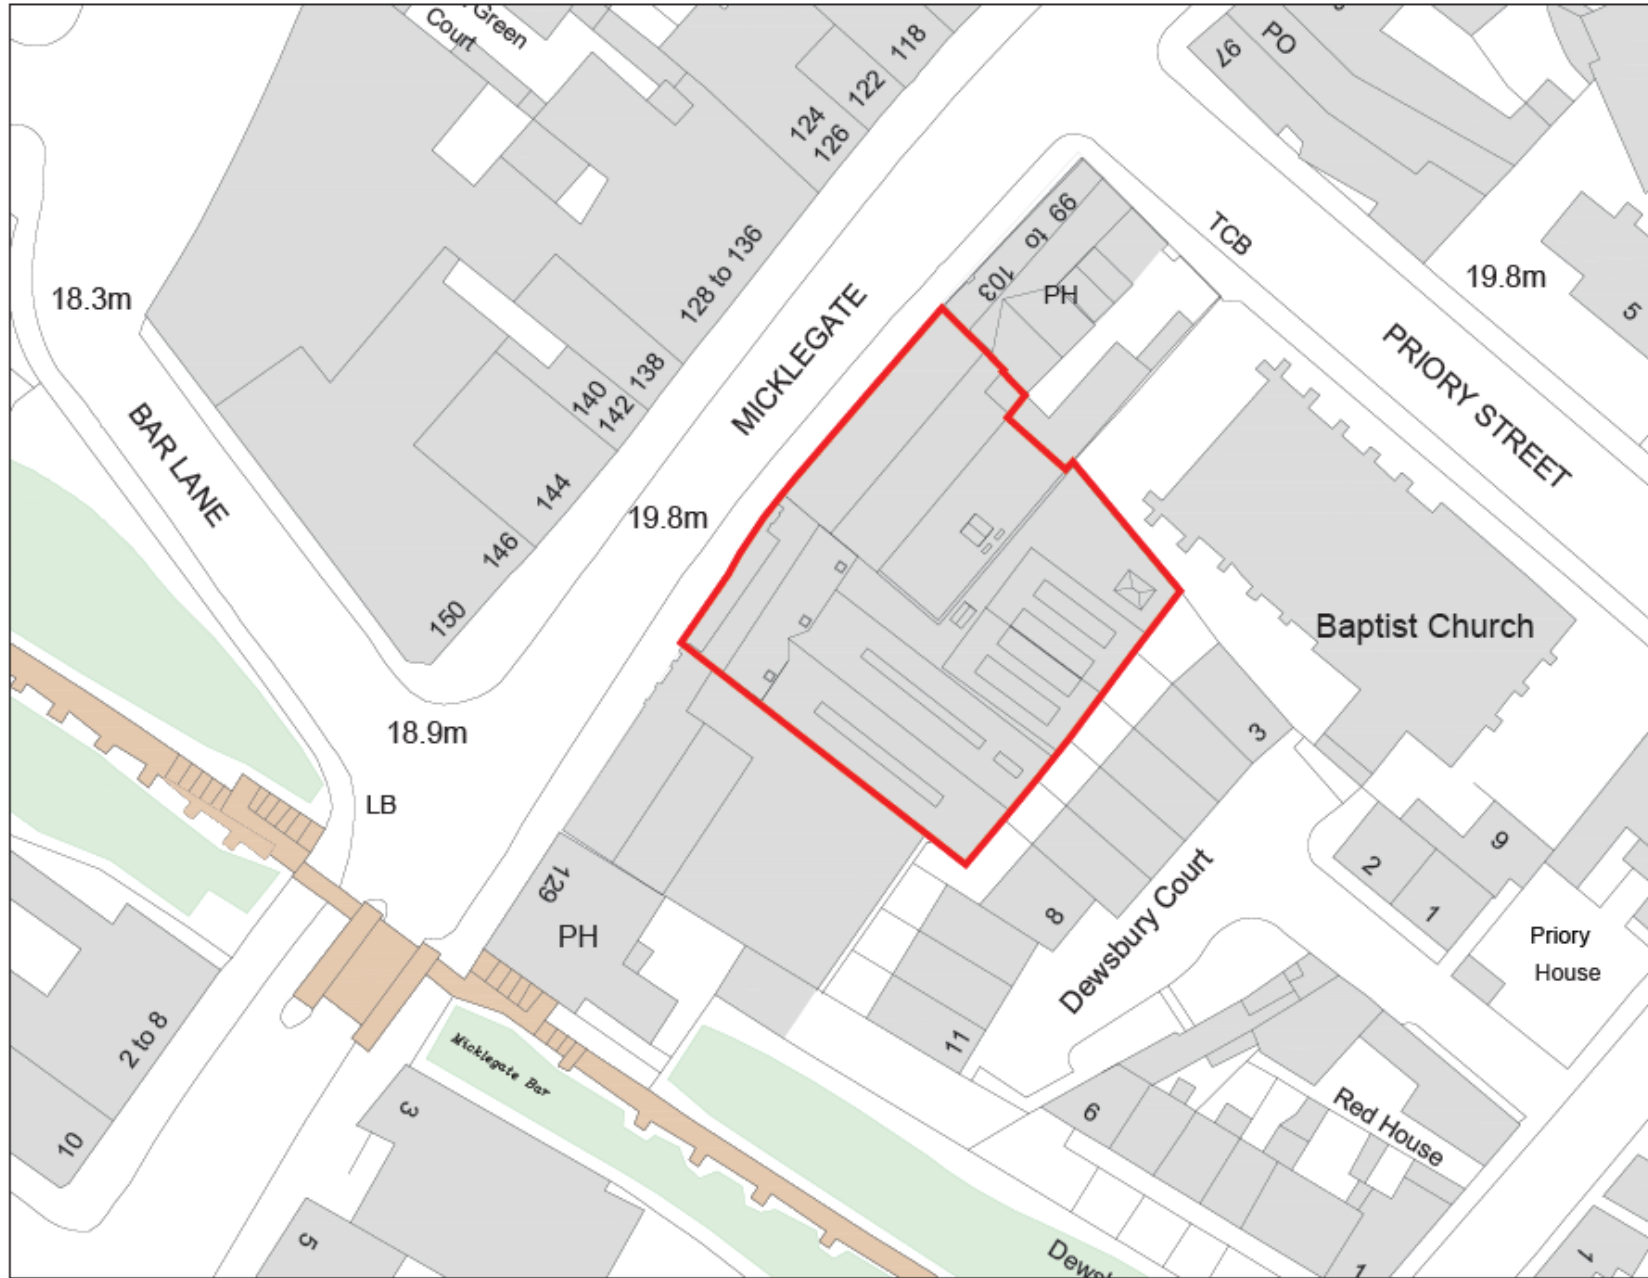 Green
Court
118
122
124
126
97
PO
99
to
103
PH
TCB
19.8m
5
128 to 136
18.3m
MICKLEGATE
PRIORY STREET
138
140
142
BAR LANE
144
19.8m
146
150
Baptist Church
18.9m
3
LB
129
PH
2
1
9
8
Dewsbury Court
Priory
House
11
2 to 8
Micklegate Bar
3
6
Red House
10
5
1